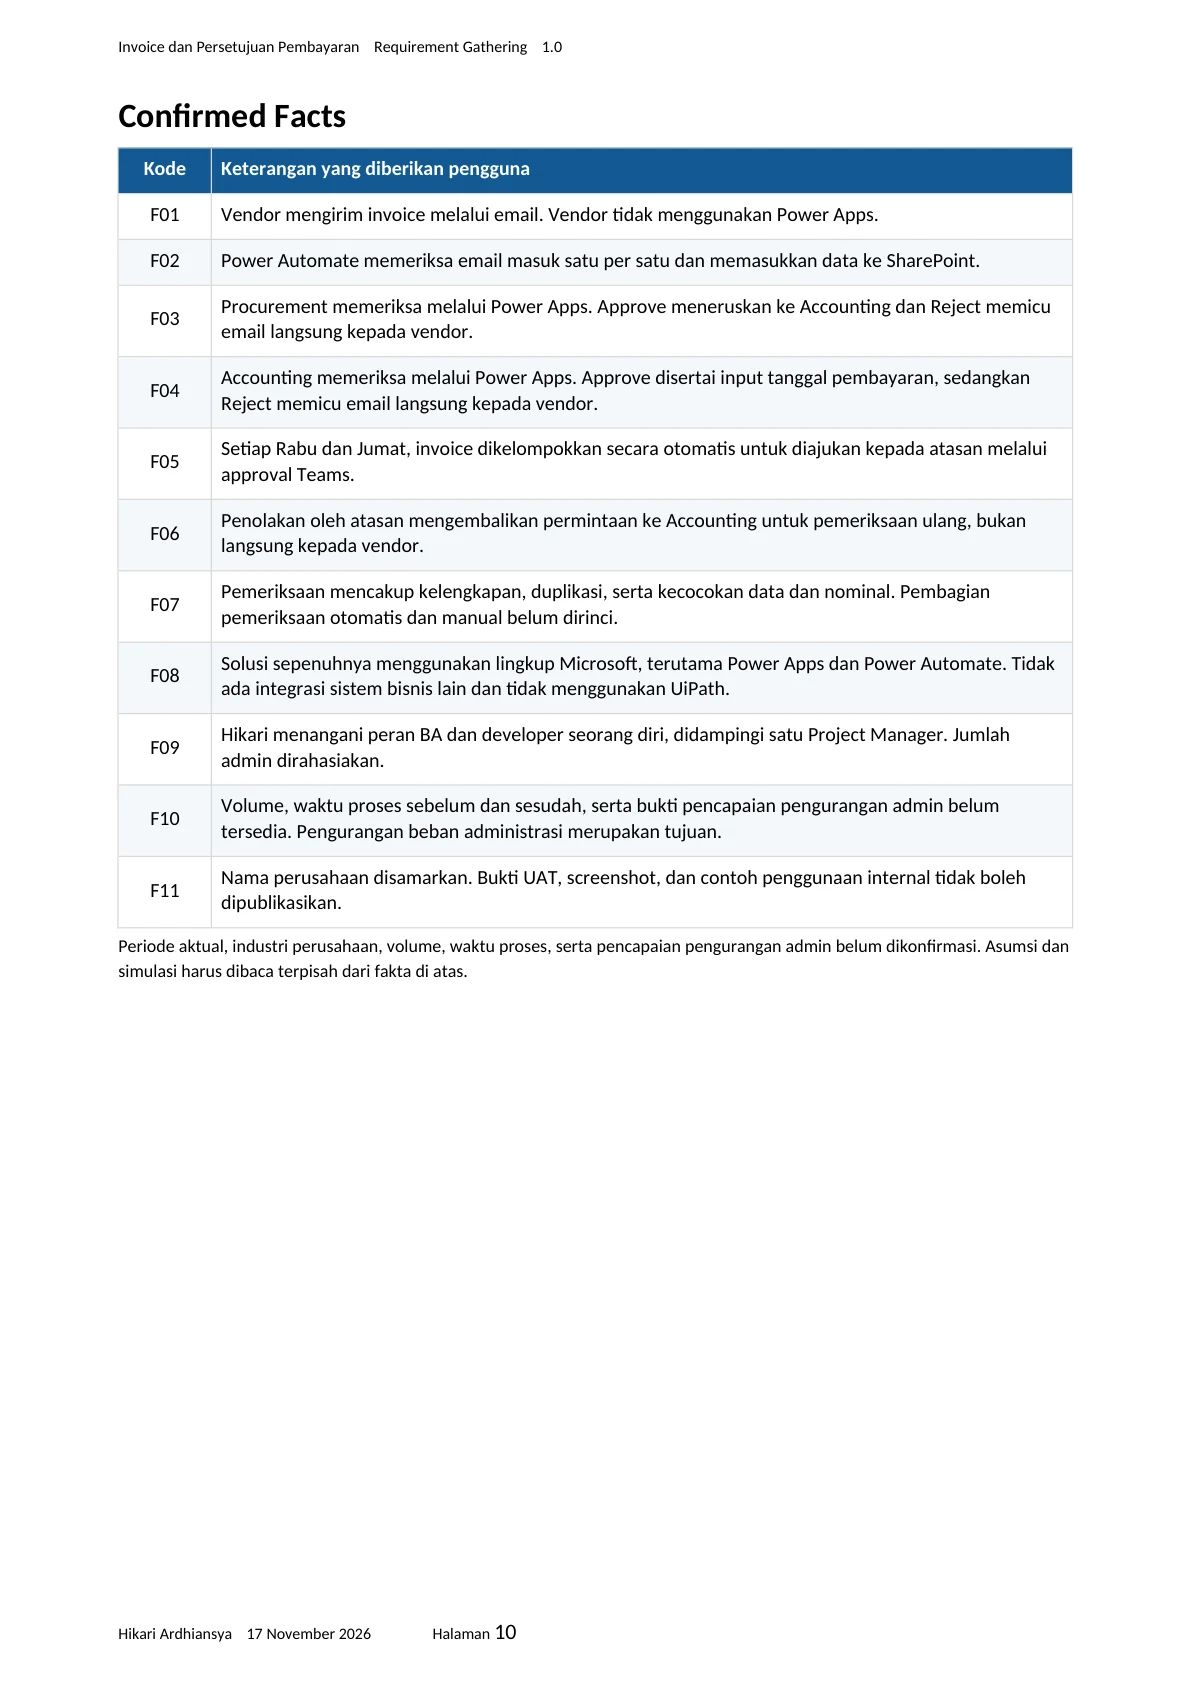 Invoice dan Persetujuan Pembayaran Requirement Gathering 1.0
Confirmed Facts
Kode Keterangan yang diberikan pengguna
F01 Vendor mengirim invoice melalui email. Vendor tidak menggunakan Power Apps.
F02 Power Automate memeriksa email masuk satu per satu dan memasukkan data ke SharePoint.
F03 Procurement memeriksa melalui Power Apps. Approve meneruskan ke Accounting dan Reject memicu
email langsung kepada vendor.
F04 Accounting memeriksa melalui Power Apps. Approve disertai input tanggal pembayaran, sedangkan
Reject memicu email langsung kepada vendor.
F05 Setiap Rabu dan Jumat, invoice dikelompokkan secara otomatis untuk diajukan kepada atasan melalui
approval Teams.
F06 Penolakan oleh atasan mengembalikan permintaan ke Accounting untuk pemeriksaan ulang, bukan
langsung kepada vendor.
F07 Pemeriksaan mencakup kelengkapan, duplikasi, serta kecocokan data dan nominal. Pembagian
pemeriksaan otomatis dan manual belum dirinci.
F08 Solusi sepenuhnya menggunakan lingkup Microsoft, terutama Power Apps dan Power Automate. Tidak
ada integrasi sistem bisnis lain dan tidak menggunakan UiPath.
F09 Hikari menangani peran BA dan developer seorang diri, didampingi satu Project Manager. Jumlah
admin dirahasiakan.
F10 Volume, waktu proses sebelum dan sesudah, serta bukti pencapaian pengurangan admin belum
tersedia. Pengurangan beban administrasi merupakan tujuan.
F11 Nama perusahaan disamarkan. Bukti UAT, screenshot, dan contoh penggunaan internal tidak boleh
dipublikasikan.
Periode aktual, industri perusahaan, volume, waktu proses, serta pencapaian pengurangan admin belum dikonfirmasi. Asumsi dan
simulasi harus dibaca terpisah dari fakta di atas.
Hikari Ardhiansya 17 November 2026 Halaman 10